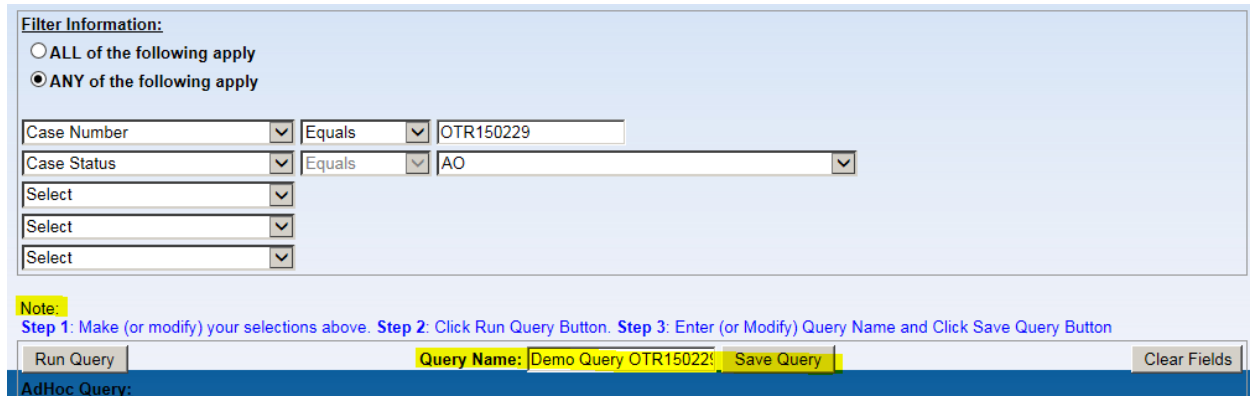 Filter Information:
ALL of the following apply
ANY of the following apply
Case Number Equals OTR150229
Case Status Equals AO
Select
Select
Select
Note:
Step 1: Make (or modify) your selections above. Step 2: Click Run Query Button. Step 3: Enter (or Modify) Query Name and Click Save Query Button
Run Query Query Name: Demo Query OTR150229 Save Query Clear Fields
AdHoc Query: